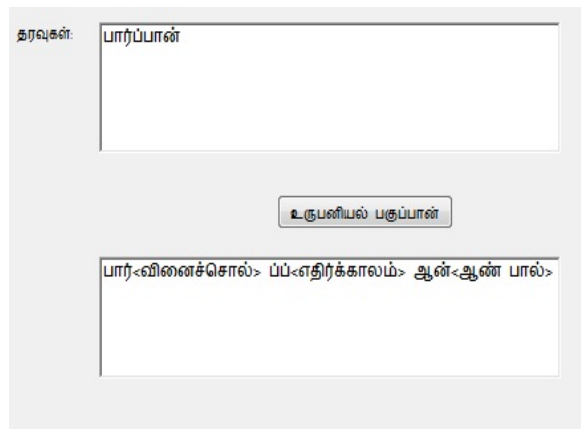 தரவுகள்:
பார்ப்பான்
உருபனியல் பகுப்பான்
பார்<வினைச்சொல்> ப்ப்<எதிர்க்காலம்> ஆன்<ஆண் பால்>